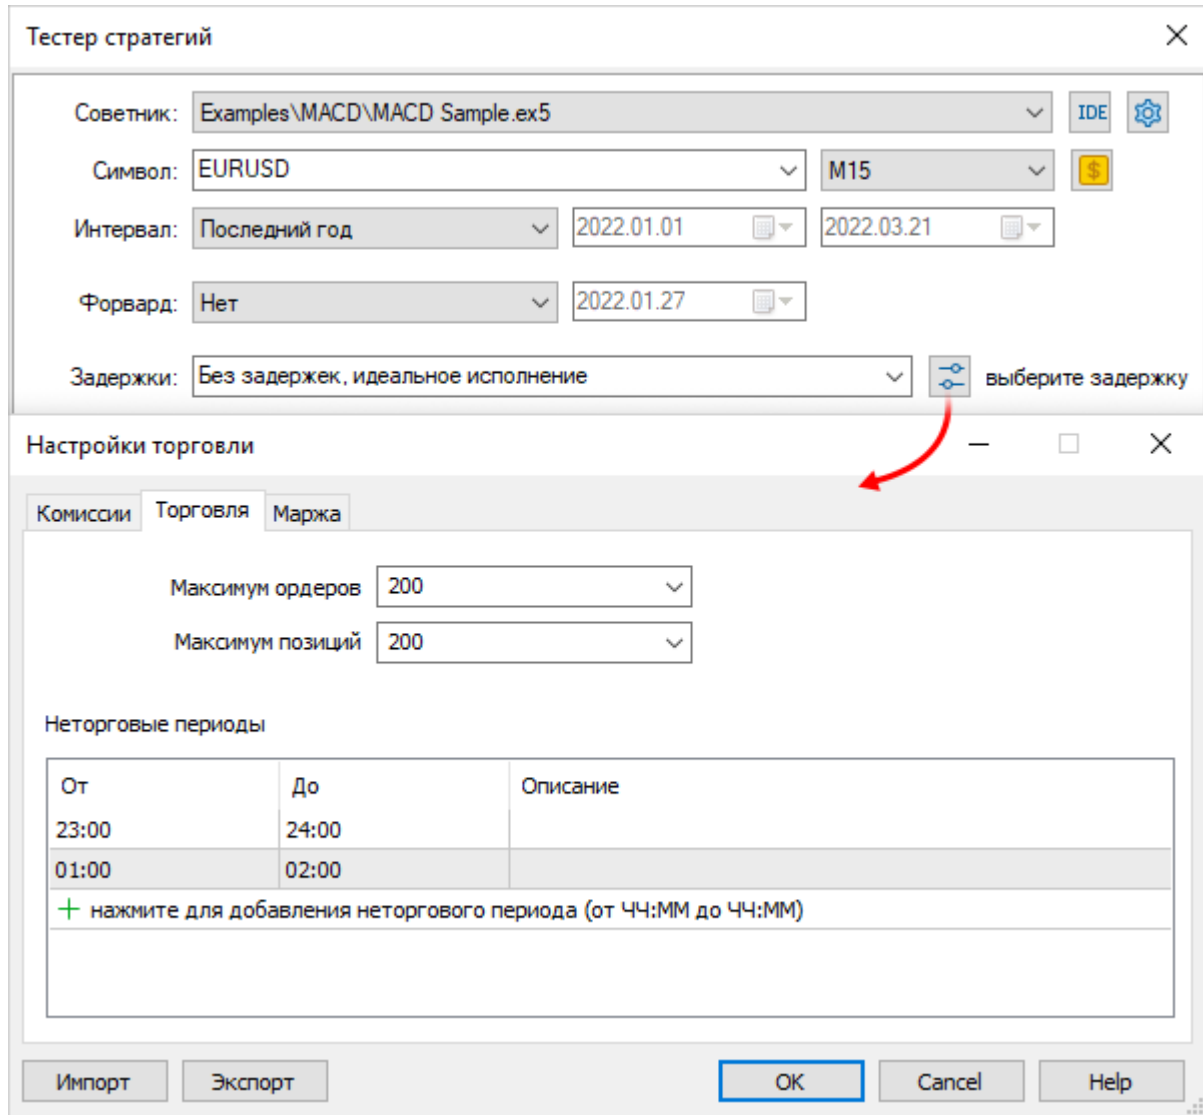 Тестер стратегий
Советник: Examples\MACD\MACD Sample.ex5 IDE
Символ: EURUSD M15 $
Интервал: Последний год 2022.01.01 2022.03.21
Форвард: Нет 2022.01.27
Задержки: Без задержек, идеальное исполнение выберите задержку
Настройки торговли
Комиссии Торговля Маржа
Максимум ордеров 200
Максимум позиций 200
Неторговые периоды
От До Описание
23:00 24:00
01:00 02:00
+ нажмите для добавления неторгового периода (от ЧЧ:ММ до ЧЧ:ММ)
Импорт Экспорт OK Cancel Help